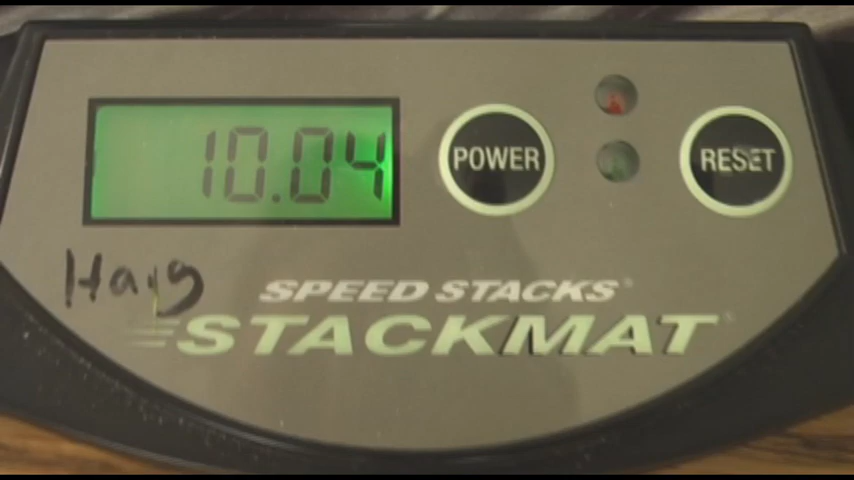 10.04
POWER
RESET
Haig
SPEED STACKS®
STACKMAT